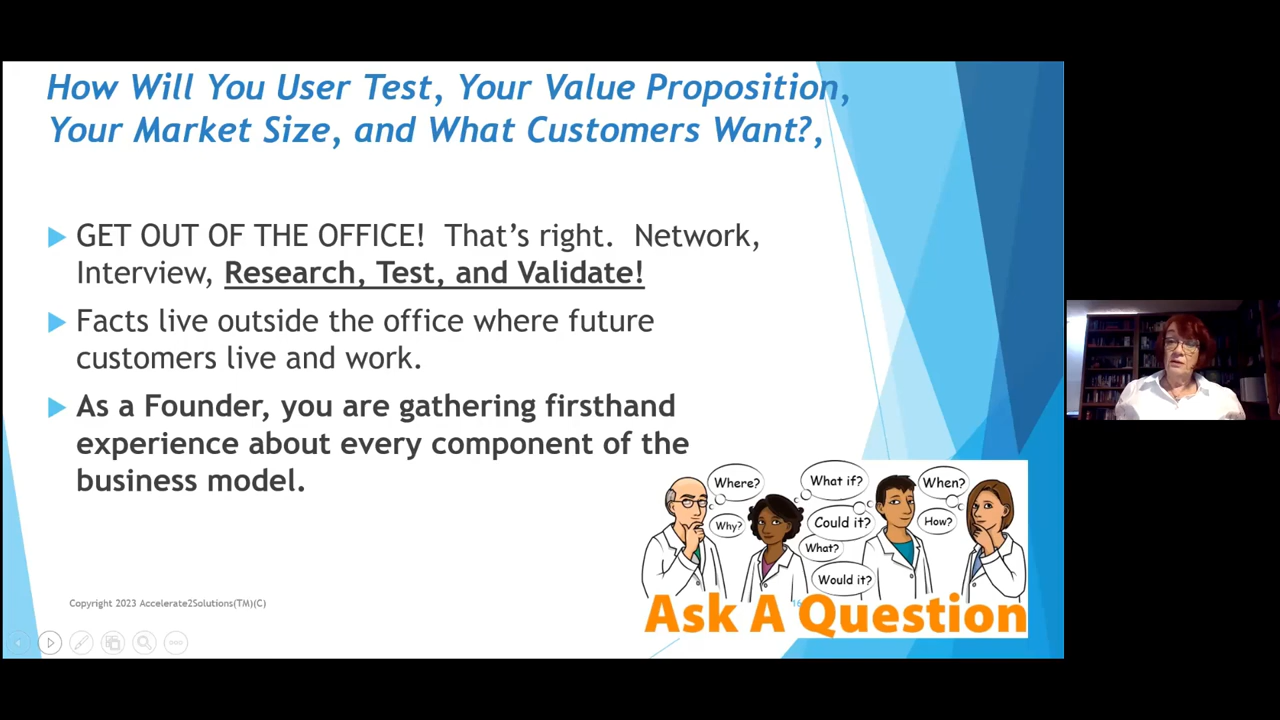 How Will You User Test, Your Value Proposition,
Your Market Size, and What Customers Want?,
GET OUT OF THE OFFICE!  That's right.  Network,
Interview, Research, Test, and Validate!
Facts live outside the office where future
customers live and work.
As a Founder, you are gathering firsthand
experience about every component of the
business model.
Where?
What if?
When?
Why?
Could it?
How?
What?
Would it?
Ask A Question
Copyright 2023 Accelerate2Solutions(TM)(C)